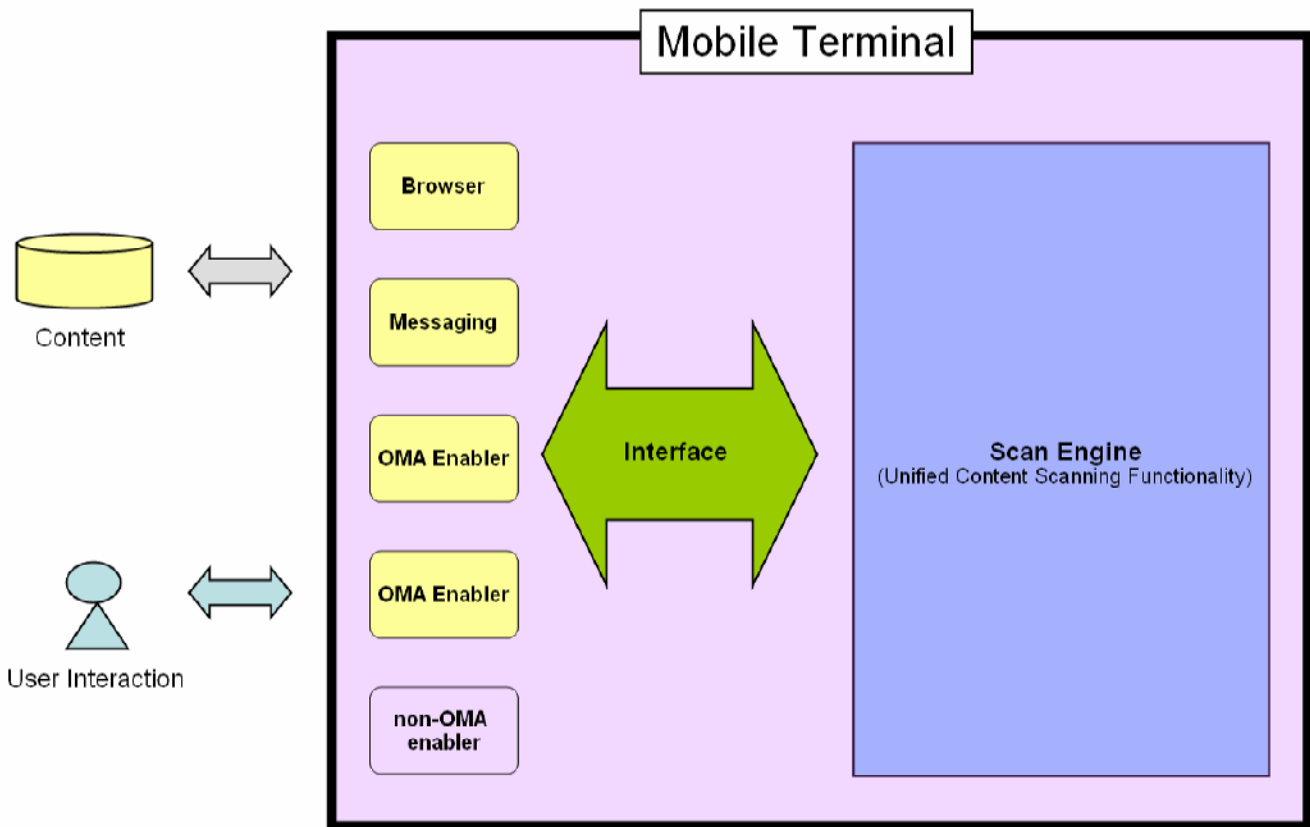 Mobile Terminal
Browser
Content
Messaging
OMA Enabler
Interface
Scan Engine
(Unified Content Scanning Functionality)
OMA Enabler
User Interaction
non-OMA
enabler